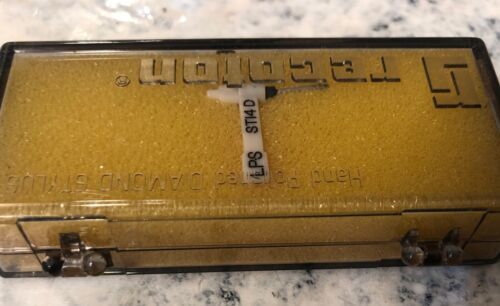 recoton ©
Hand Polished DIAMOND STYLUS
ST14 D
LPS